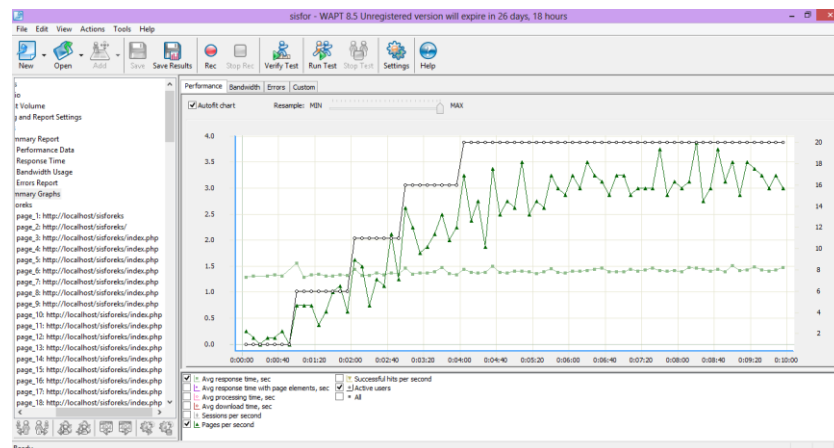 sisfor - WAPT 8.5 Unregistered version will expire in 26 days, 18 hours
File Edit View Actions Tools Help
New Open Add Save Save Results Rec Stop Rec Verify Test Run Test Stop Test Settings Help
t Volume
g and Report Settings
mmary Report
Performance Data
Response Time
Bandwidth Usage
Errors Report
mmary Graphs
oreks
page_1: http://localhost/sisforeks
page_2: http://localhost/sisforeks/
page_3: http://localhost/sisforeks/index.php
page_4: http://localhost/sisforeks/index.php
page_5: http://localhost/sisforeks/index.php
page_6: http://localhost/sisforeks/index.php
page_7: http://localhost/sisforeks/index.php
page_8: http://localhost/sisforeks/index.php
page_9: http://localhost/sisforeks/index.php
page_10: http://localhost/sisforeks/index.php
page_11: http://localhost/sisforeks/index.php
page_12: http://localhost/sisforeks/index.php
page_13: http://localhost/sisforeks/index.php
page_14: http://localhost/sisforeks/index.php
page_15: http://localhost/sisforeks/index.php
page_16: http://localhost/sisforeks/index.php
page_17: http://localhost/sisforeks/index.php
page_18: http://localhost/sisforeks/index.php
Performance Bandwidth Errors Custom
Autofit chart Resample: MIN MAX
4.0
3.5
3.0
2.5
2.0
1.5
1.0
0.5
0.0
20
18
16
14
12
10
8
6
4
2
0:00:00 0:00:40 0:01:20 0:02:00 0:02:40 0:03:20 0:04:00 0:04:40 0:05:20 0:06:00 0:06:40 0:07:20 0:08:00 0:08:40 0:09:20 0:10:00
Avg response time, sec
Avg response time with page elements, sec
Avg processing time, sec
Avg download time, sec
Sessions per second
Pages per second
Successful hits per second
Active users
All